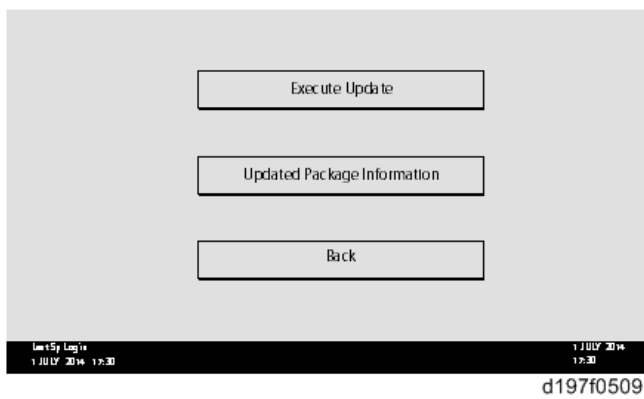 Execute Update
Updated Package Information
Back
Last Sp Login
1 JULY 2014 17:30
1 JULY 2014
17:30
d197f0509